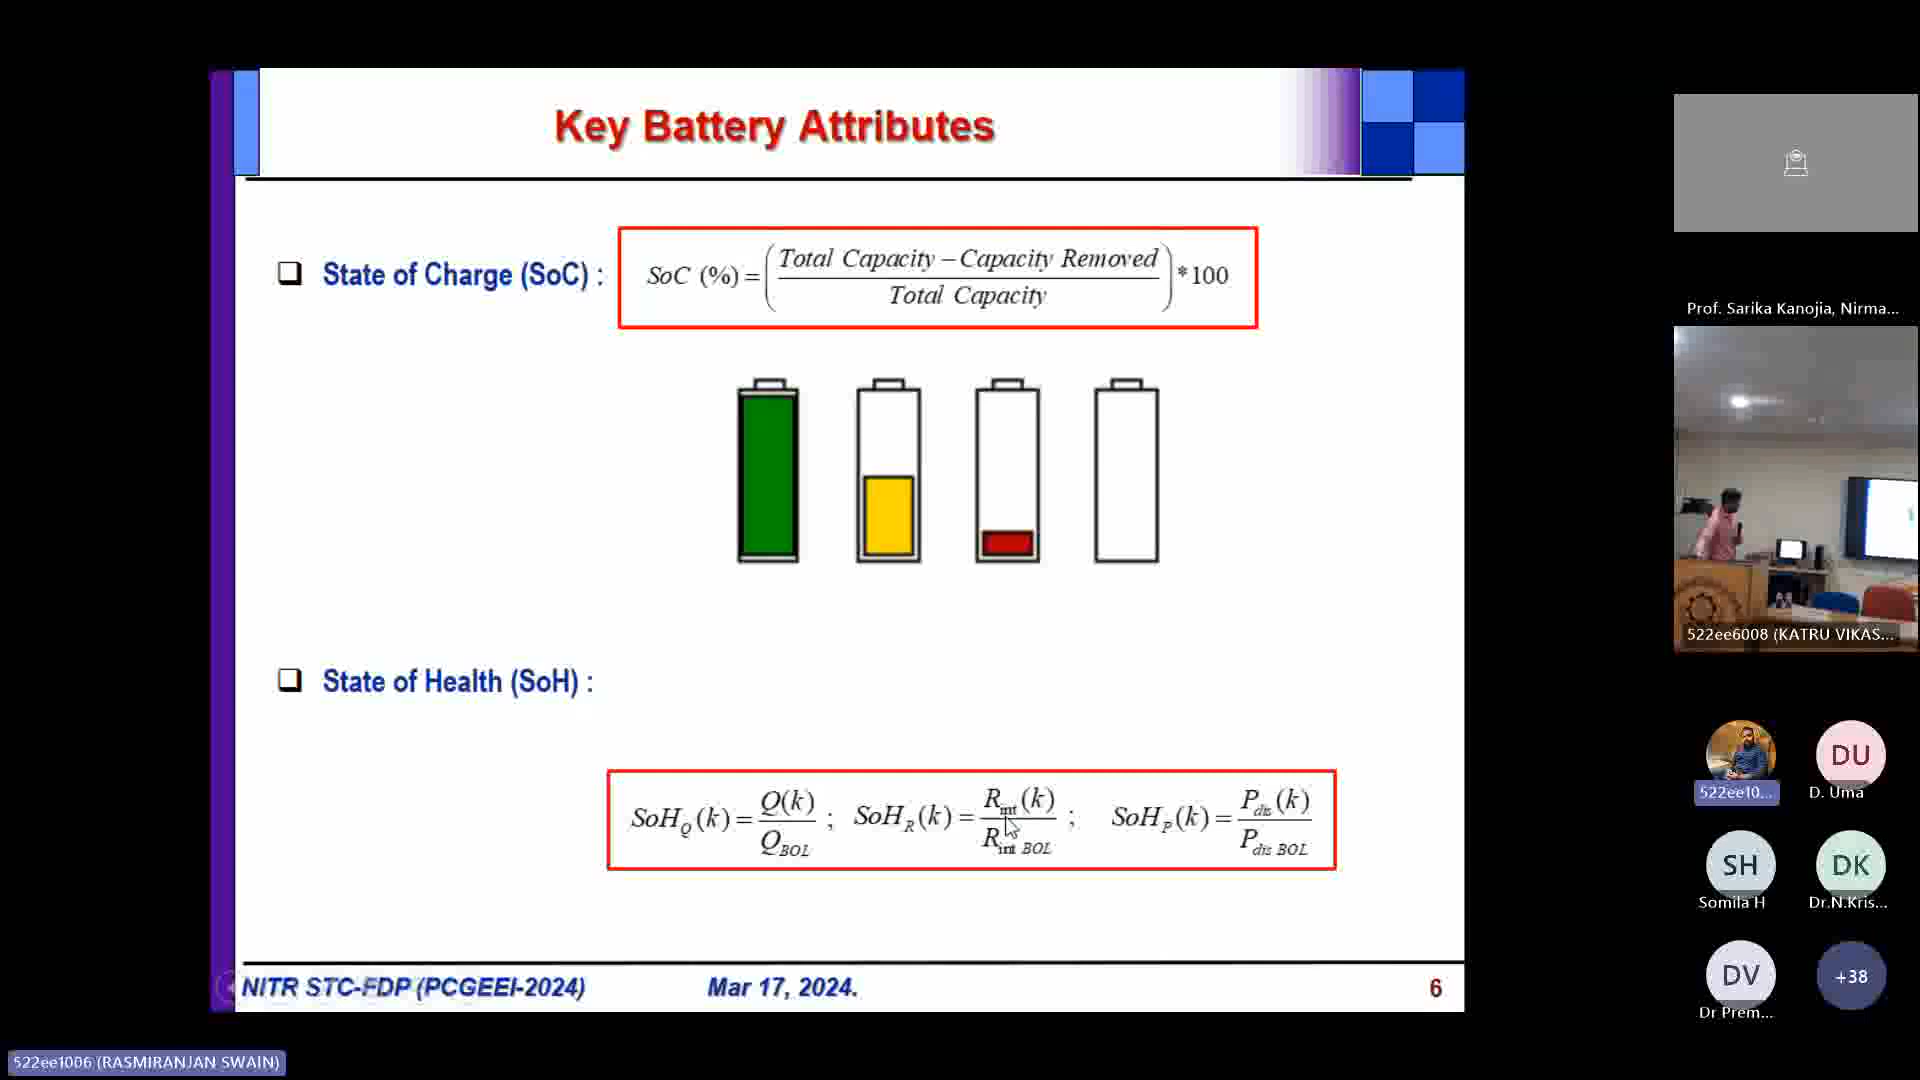 Key Battery Attributes
State of Charge (SoC) :
SoC (%) = ( Total Capacity – Capacity Removed / Total Capacity ) * 100
State of Health (SoH) :
SoH_Q(k) = Q(k) / Q_BOL ; SoH_R(k) = R_int(k) / R_int BOL ; SoH_P(k) = P_dis(k) / P_dis BOL
NITR STC-FDP (PCGEEI-2024) Mar 17, 2024. 6
Prof. Sarika Kanojia, Nirma...
522ee6008 (KATRU VIKAS...
522ee10...
DU
D. Uma
SH
Somila H
DK
Dr.N.Kris...
DV
Dr Prem...
+38
522ee1006 (RASMIRANJAN SWAIN)